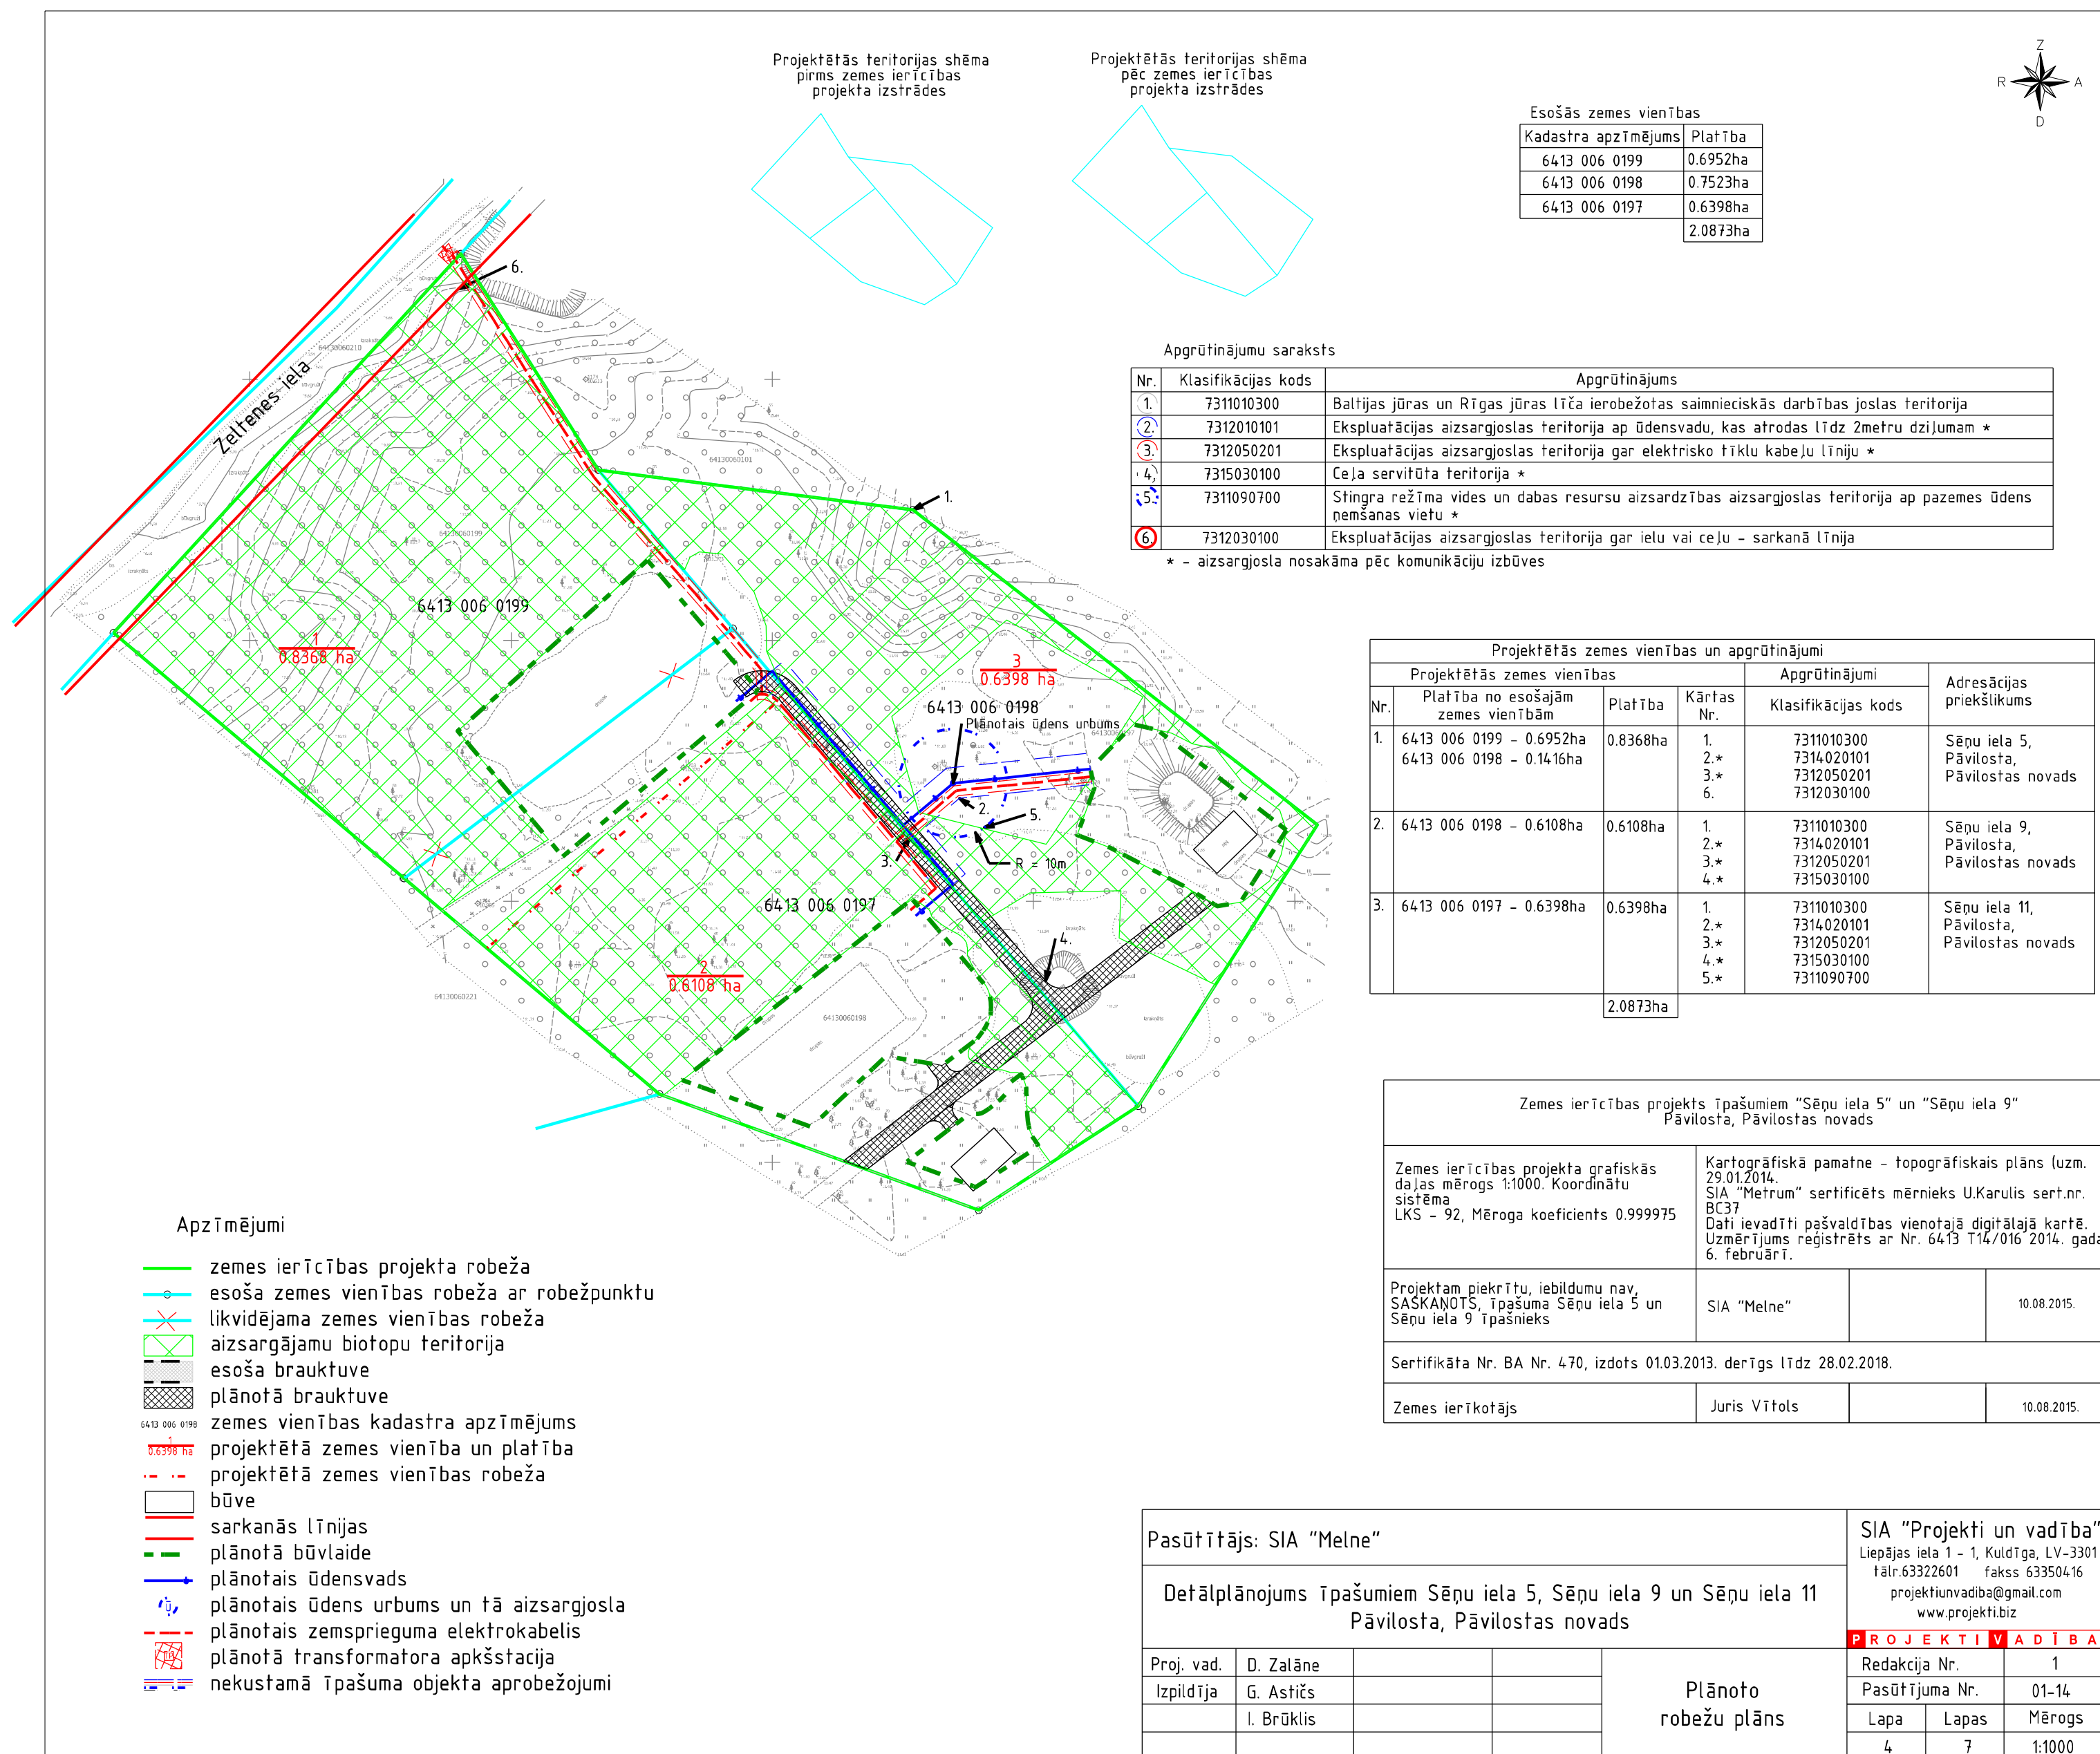 Projektētās teritorijas shēma
pirms zemes ierīcības
projekta izstrādes
Projektētās teritorijas shēma
pēc zemes ierīcības
projekta izstrādes
Z
R A
D
Esošās zemes vienības
Kadastra apzīmējums Platība
6413 006 0199 0.6952ha
6413 006 0198 0.7523ha
6413 006 0197 0.6398ha
2.0873ha
Apgrūtinājumu saraksts
Nr. Klasifikācijas kods Apgrūtinājums
1. 7311010300 Baltijas jūras un Rīgas jūras līča ierobežotas saimnieciskās darbības joslas teritorija
2. 7312010101 Ekspluatācijas aizsargjoslas teritorija ap ūdensvadu, kas atrodas līdz 2metru dziļumam *
3. 7312050201 Ekspluatācijas aizsargjoslas teritorija gar elektrisko tīklu kabeļu līniju *
4. 7315030100 Ceļa servitūta teritorija *
5. 7311090700 Stingra režīma vides un dabas resursu aizsardzības aizsargjoslas teritorija ap pazemes ūdens
ņemšanas vietu *
6. 7312030100 Ekspluatācijas aizsargjoslas teritorija gar ielu vai ceļu - sarkanā līnija
* - aizsargjosla nosakāma pēc komunikāciju izbūves
Zeltenes iela
6.
64130060210
64130060101
1.
64130060199
6413 006 0199
1
0.8368 ha
3
0.6398 ha
6413 006 0198
Plānotais ūdens urbums
64130060197
2.
5.
3.
R = 10m
6413 006 0197
4.
2
0.6108 ha
64130060221
64130060198
Projektētās zemes vienības un apgrūtinājumi
Projektētās zemes vienības Apgrūtinājumi Adresācijas
priekšlikums
Nr. Platība no esošajām
zemes vienībām Platība Kārtas
Nr. Klasifikācijas kods
1. 6413 006 0199 - 0.6952ha 0.8368ha 1. 7311010300 Sēņu iela 5,
6413 006 0198 - 0.1416ha 2.* 7314020101 Pāvilosta,
3.* 7312050201 Pāvilostas novads
6. 7312030100
2. 6413 006 0198 - 0.6108ha 0.6108ha 1. 7311010300 Sēņu iela 9,
2.* 7314020101 Pāvilosta,
3.* 7312050201 Pāvilostas novads
4.* 7315030100
3. 6413 006 0197 - 0.6398ha 0.6398ha 1. 7311010300 Sēņu iela 11,
2.* 7314020101 Pāvilosta,
3.* 7312050201 Pāvilostas novads
4.* 7315030100
5.* 7311090700
2.0873ha
Zemes ierīcības projekts īpašumiem "Sēņu iela 5" un "Sēņu iela 9"
Pāvilosta, Pāvilostas novads
Zemes ierīcības projekta grafiskās
daļas mērogs 1:1000. Koordinātu
sistēma
LKS - 92, Mēroga koeficients 0.999975
Kartogrāfiskā pamatne - topogrāfiskais plāns (uzm.
29.01.2014.
SIA "Metrum" sertificēts mērnieks U.Karulis sert.nr.
BC37
Dati ievadīti pašvaldības vienotajā digitālajā kartē.
Uzmērījums reģistrēts ar Nr. 6413 T14/016 2014. gada
6. februārī.
Projektam piekrītu, iebildumu nav,
SASKAŅOTS, īpašuma Sēņu iela 5 un
Sēņu iela 9 īpašnieks
SIA "Melne" 10.08.2015.
Sertifikāta Nr. BA Nr. 470, izdots 01.03.2013. derīgs līdz 28.02.2018.
Zemes ierīkotājs Juris Vītols 10.08.2015.
Apzīmējumi
zemes ierīcības projekta robeža
esoša zemes vienības robeža ar robežpunktu
likvidējama zemes vienības robeža
aizsargājamu biotopu teritorija
esoša brauktuve
plānotā brauktuve
6413 006 0198 zemes vienības kadastra apzīmējums
1
0.6398 ha projektētā zemes vienība un platība
projektētā zemes vienības robeža
būve
sarkanās līnijas
plānotā būvlaide
plānotais ūdensvads
plānotais ūdens urbums un tā aizsargjosla
plānotais zemsprieguma elektrokabelis
plānotā transformatora apkšstacija
nekustamā īpašuma objekta aprobežojumi
Pasūtītājs: SIA "Melne"
Detālplānojums īpašumiem Sēņu iela 5, Sēņu iela 9 un Sēņu iela 11
Pāvilosta, Pāvilostas novads
Proj. vad. D. Zalāne
Izpildīja G. Astičs
I. Brūklis
Plānoto
robežu plāns
SIA "Projekti un vadība"
Liepājas iela 1 - 1, Kuldīga, LV-3301
tālr.63322601 fakss 63350416
projektiunvadiba@gmail.com
www.projekti.biz
PROJEKTI VADĪBA
Redakcija Nr. 1
Pasūtījuma Nr. 01-14
Lapa Lapas Mērogs
4 7 1:1000